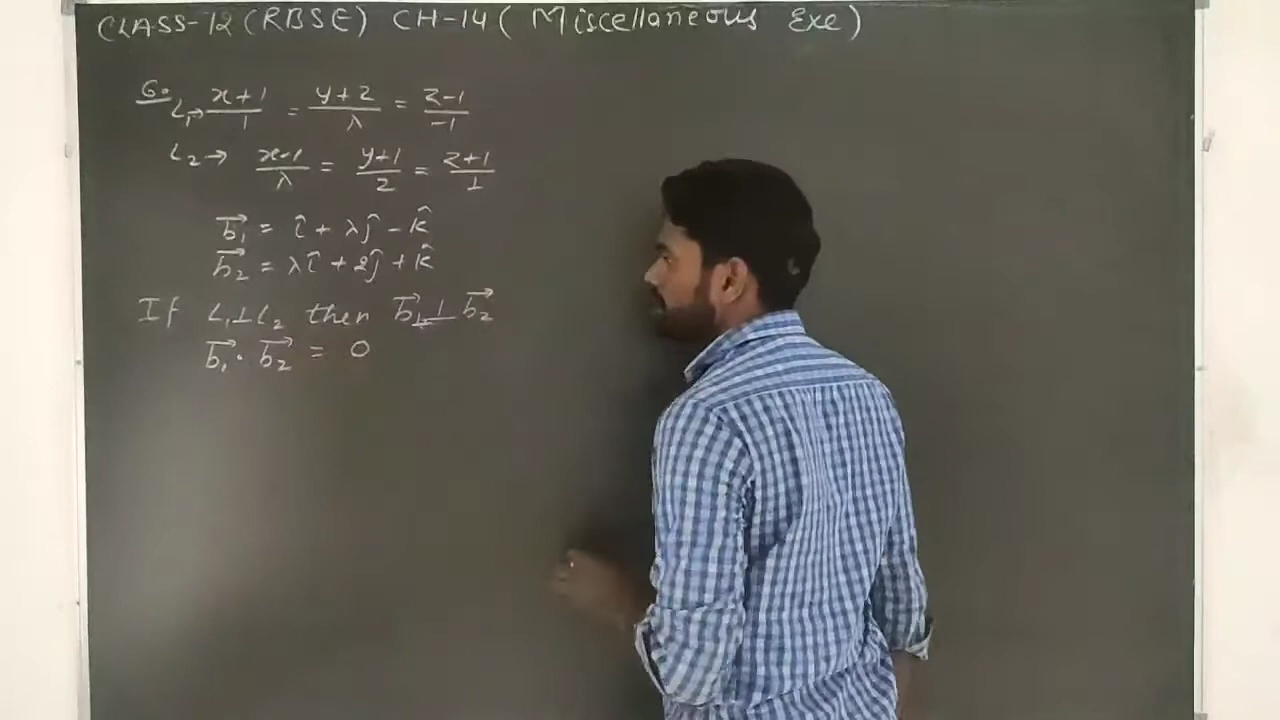 CLASS-12 (RBSE) CH-14 ( Miscellaneous Exe )
6. L₁→ x+1/1 = y+2/λ = z-1/-1
L₂→ x-1/λ = y+1/2 = z+1/1
b₁⃗ = î + λĵ - k̂
b₂⃗ = λî + 2ĵ + k̂
If L₁⊥L₂ then b₁⃗ ⊥ b₂⃗
b₁⃗ · b₂⃗ = 0